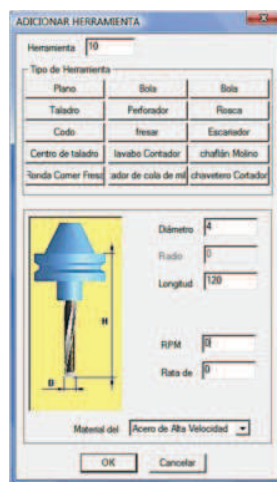 ADICIONAR HERRAMIENTA
Herramienta 10
Tipo de Herramienta
Plano Bola Bola
Taladro Perforador Rosca
Codo fresar Escariador
Centro de taladro lavabo Contador chaflán Molino
Ronda Corner Fresa ador de cola de mil chavetero Cortador
Diámetro 4
Radio 0
Longitud 120
H
D
RPM 0
Rata de 0
Material del Acero de Alta Velocidad
OK Cancelar